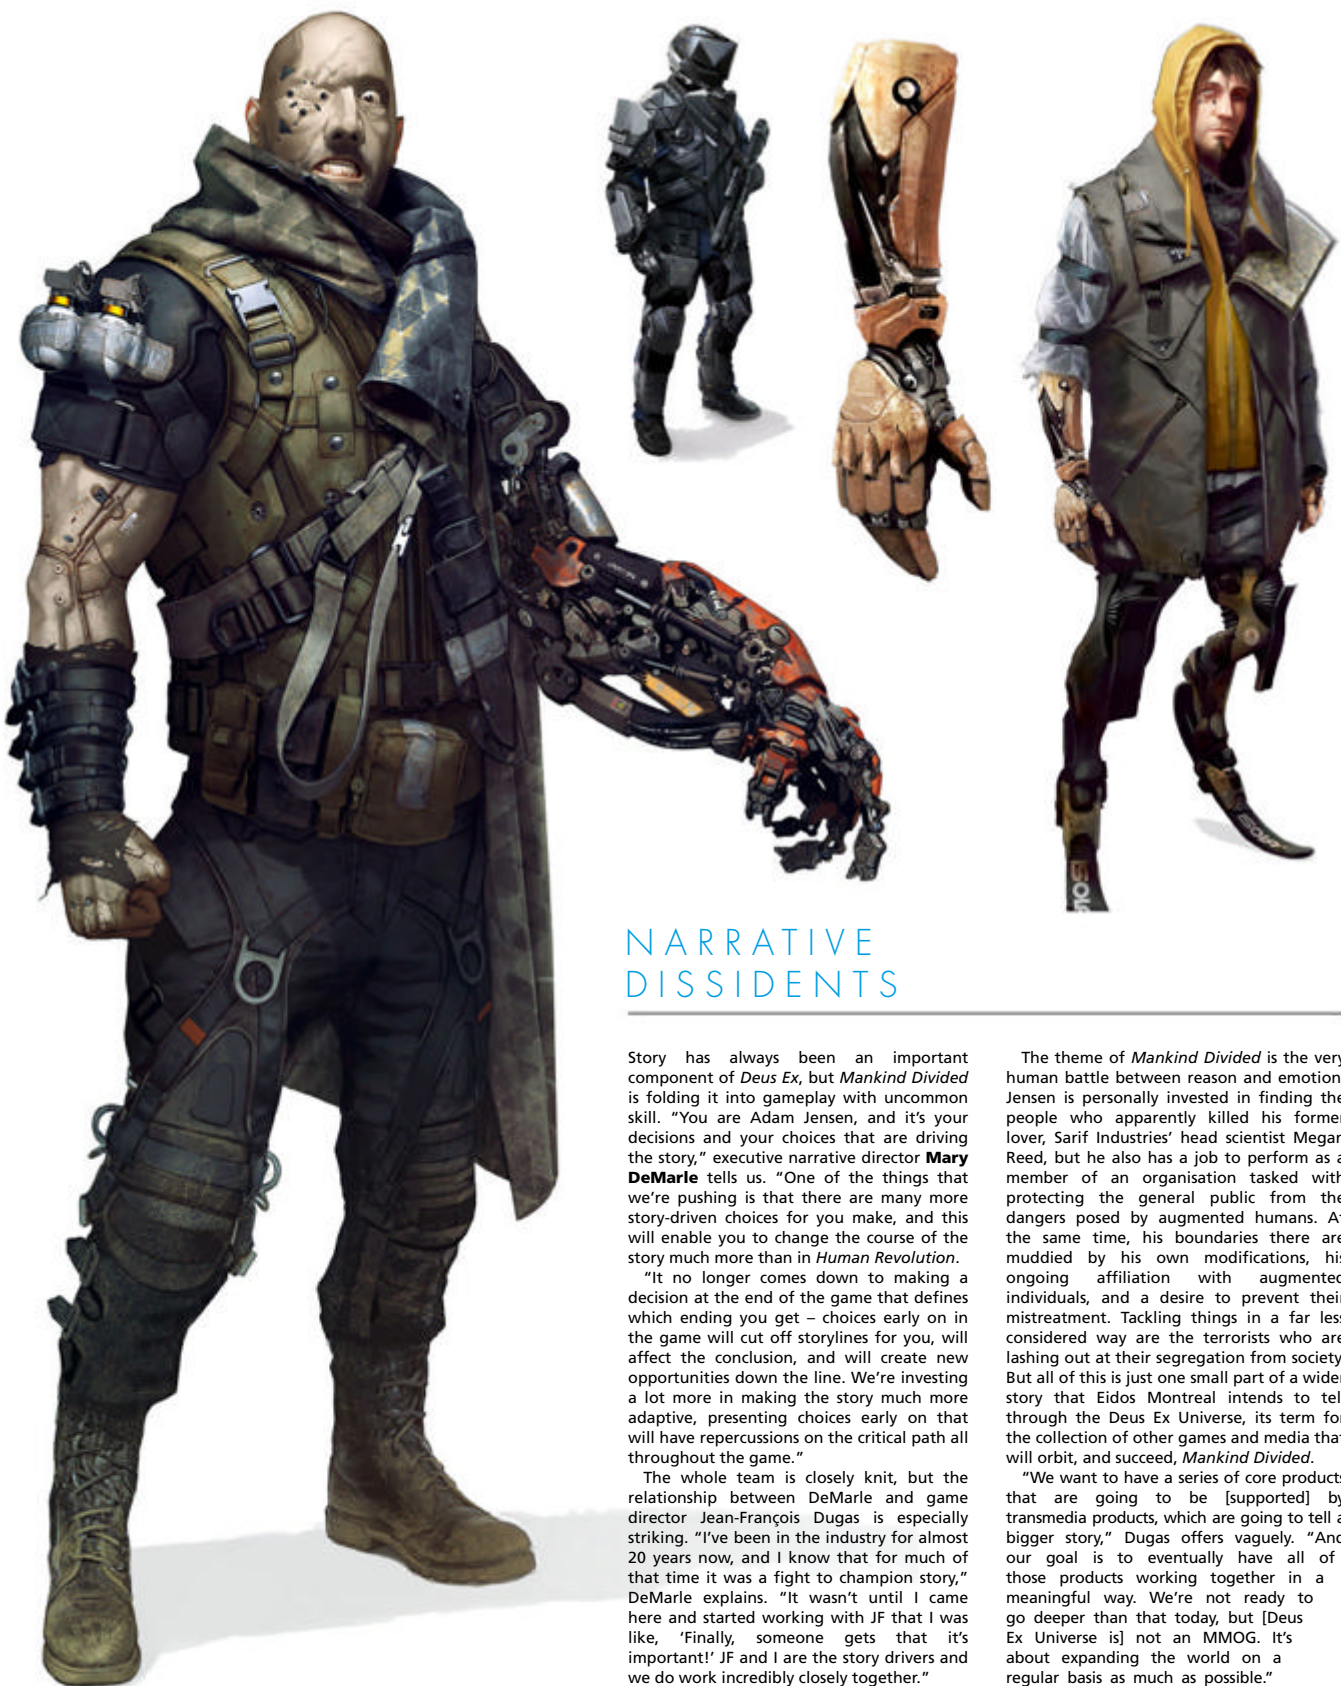 NARRATIVE
DISSIDENTS
Story has always been an important
component of Deus Ex, but Mankind Divided
is folding it into gameplay with uncommon
skill. “You are Adam Jensen, and it’s your
decisions and your choices that are driving
the story,” executive narrative director Mary
DeMarle tells us. “One of the things that
we’re pushing is that there are many more
story-driven choices for you make, and this
will enable you to change the course of the
story much more than in Human Revolution.
“It no longer comes down to making a
decision at the end of the game that defines
which ending you get – choices early on in
the game will cut off storylines for you, will
affect the conclusion, and will create new
opportunities down the line. We’re investing
a lot more in making the story much more
adaptive, presenting choices early on that
will have repercussions on the critical path all
throughout the game.”
The whole team is closely knit, but the
relationship between DeMarle and game
director Jean-François Dugas is especially
striking. “I’ve been in the industry for almost
20 years now, and I know that for much of
that time it was a fight to champion story,”
DeMarle explains. “It wasn’t until I came
here and started working with JF that I was
like, ‘Finally, someone gets that it’s
important!’ JF and I are the story drivers and
we do work incredibly closely together.”
The theme of Mankind Divided is the very
human battle between reason and emotion
Jensen is personally invested in finding the
people who apparently killed his former
lover, Sarif Industries’ head scientist Megan
Reed, but he also has a job to perform as a
member of an organisation tasked with
protecting the general public from the
dangers posed by augmented humans. At
the same time, his boundaries there are
muddied by his own modifications, his
ongoing affiliation with augmented
individuals, and a desire to prevent their
mistreatment. Tackling things in a far less
considered way are the terrorists who are
lashing out at their segregation from society
But all of this is just one small part of a wider
story that Eidos Montreal intends to tell
through the Deus Ex Universe, its term for
the collection of other games and media that
will orbit, and succeed, Mankind Divided.
“We want to have a series of core products
that are going to be [supported] by
transmedia products, which are going to tell a
bigger story,” Dugas offers vaguely. “And
our goal is to eventually have all of
those products working together in a
meaningful way. We’re not ready to
go deeper than that today, but [Deus
Ex Universe is] not an MMOG. It’s
about expanding the world on a
regular basis as much as possible.”